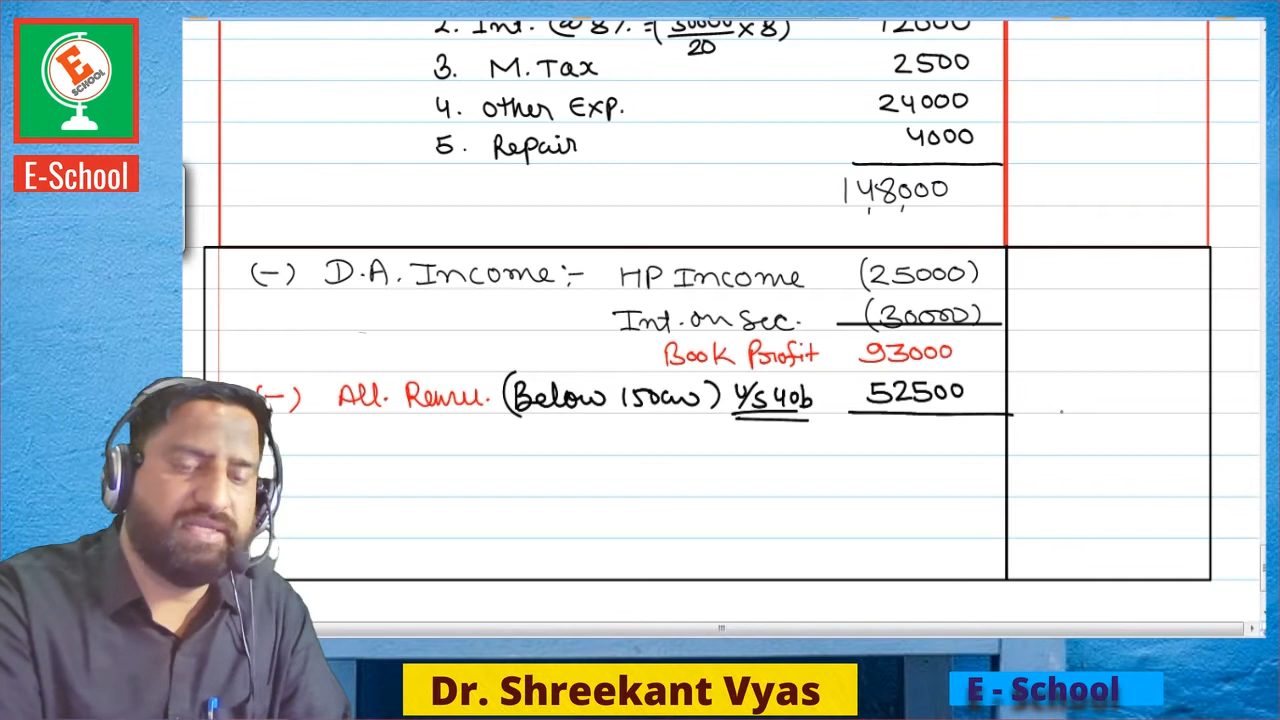 2. Int. @ 8% = (30000/20 x 8) 12000
3. M. Tax 2500
4. Other Exp. 24000
5. Repair 4000
148000
(-) D.A. Income :- HP Income (25000)
Int. on Sec. (30000)
Book Profit 93000
(-) All. Remu. (Below 150000) U/S 40b 52500
E
SCHOOL
E-School
Dr. Shreekant Vyas
E - School